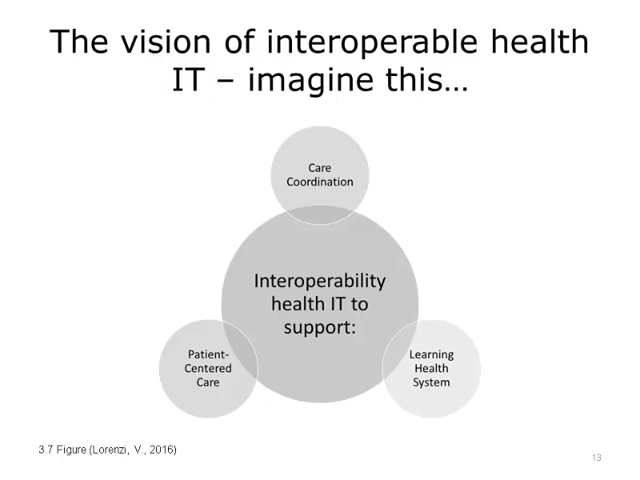 The vision of interoperable health
IT – imagine this…
Care
Coordination
Interoperability
health IT to
support:
Patient-
Centered
Care
Learning
Health
System
3.7 Figure (Lorenzi, V., 2016)
13